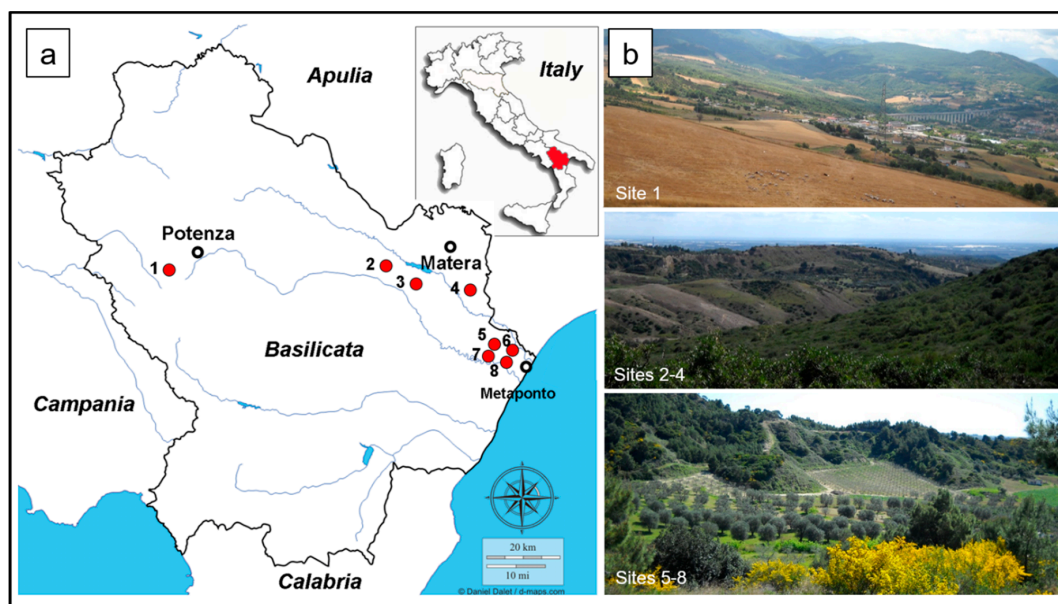 a
Apulia
Italy
Potenza
1
2
Matera
3
4
Basilicata
5
6
7
8
Metaponto
Campania
20 km
10 mi
Calabria
© Daniel Dalet / d-maps.com
b
Site 1
Sites 2-4
Sites 5-8